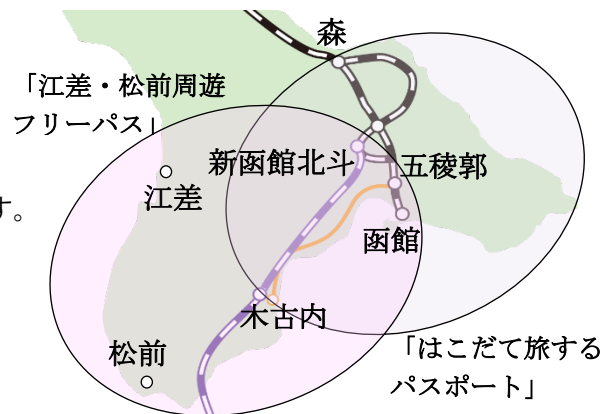 森
「江差・松前周遊
フリーパス」
新函館北斗
五稜郭
江差
す。
函館
木古内
松前
「はこだて旅する
パスポート」